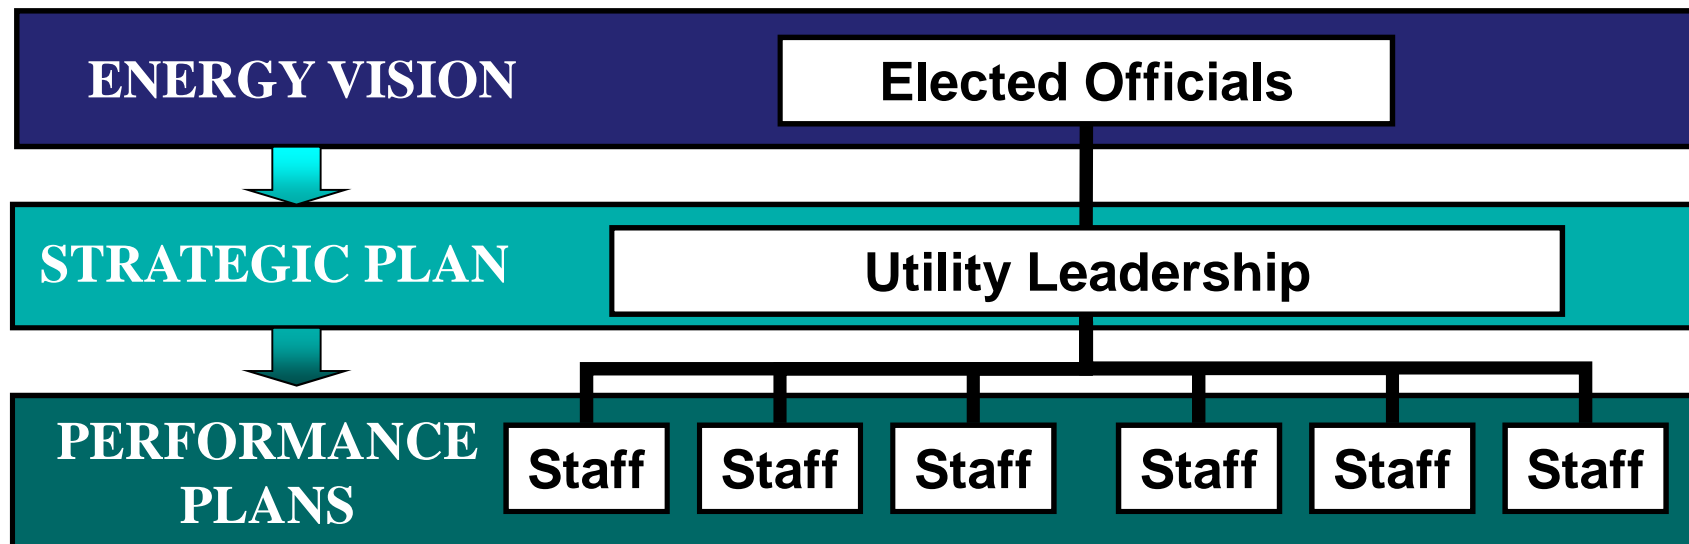 ENERGY VISION
Elected Officials
STRATEGIC PLAN
Utility Leadership
PERFORMANCE
PLANS
Staff
Staff
Staff
Staff
Staff
Staff